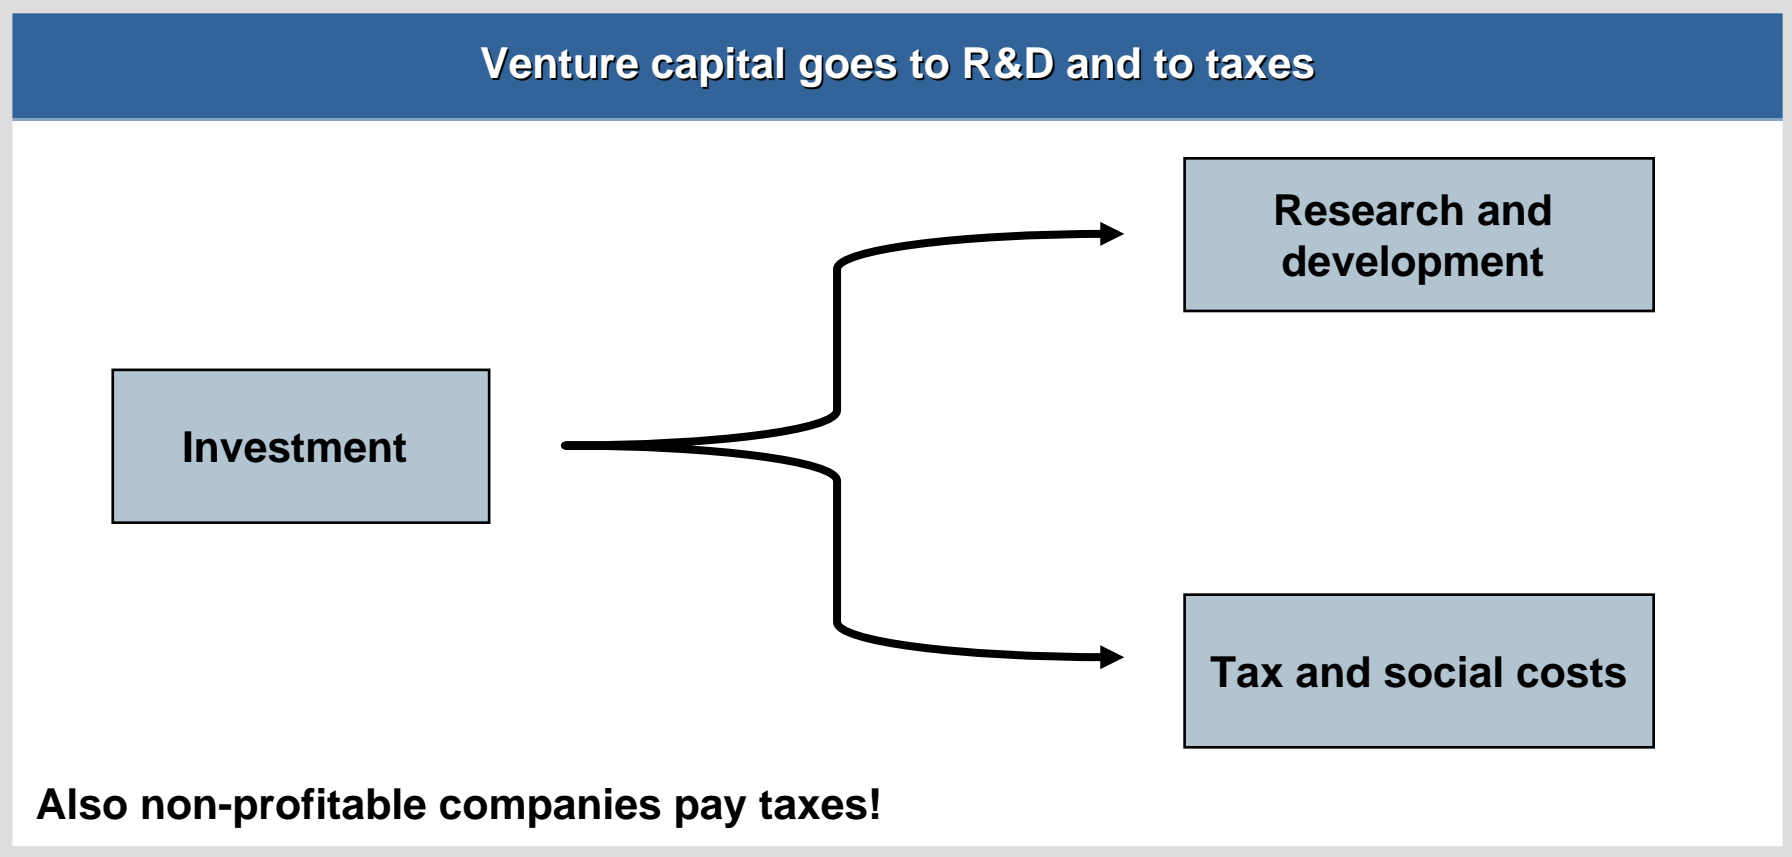 Venture capital goes to R&D and to taxes
Research and
development
Investment
Tax and social costs
Also non-profitable companies pay taxes!